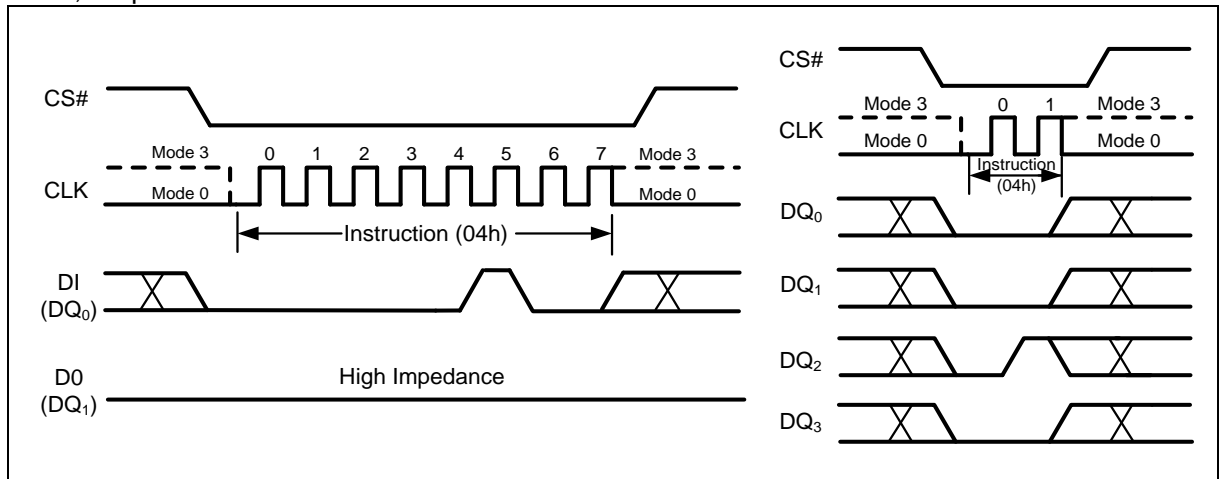 CS#
Mode 3 0 1 2 3 4 5 6 7 Mode 3
CLK Mode 0 Mode 0
Instruction (04h)
DI
(DQ0)
D0
(DQ1)
High Impedance
CS#
Mode 3 0 1 Mode 3
CLK
Mode 0 Mode 0
Instruction
(04h)
DQ0
DQ1
DQ2
DQ3